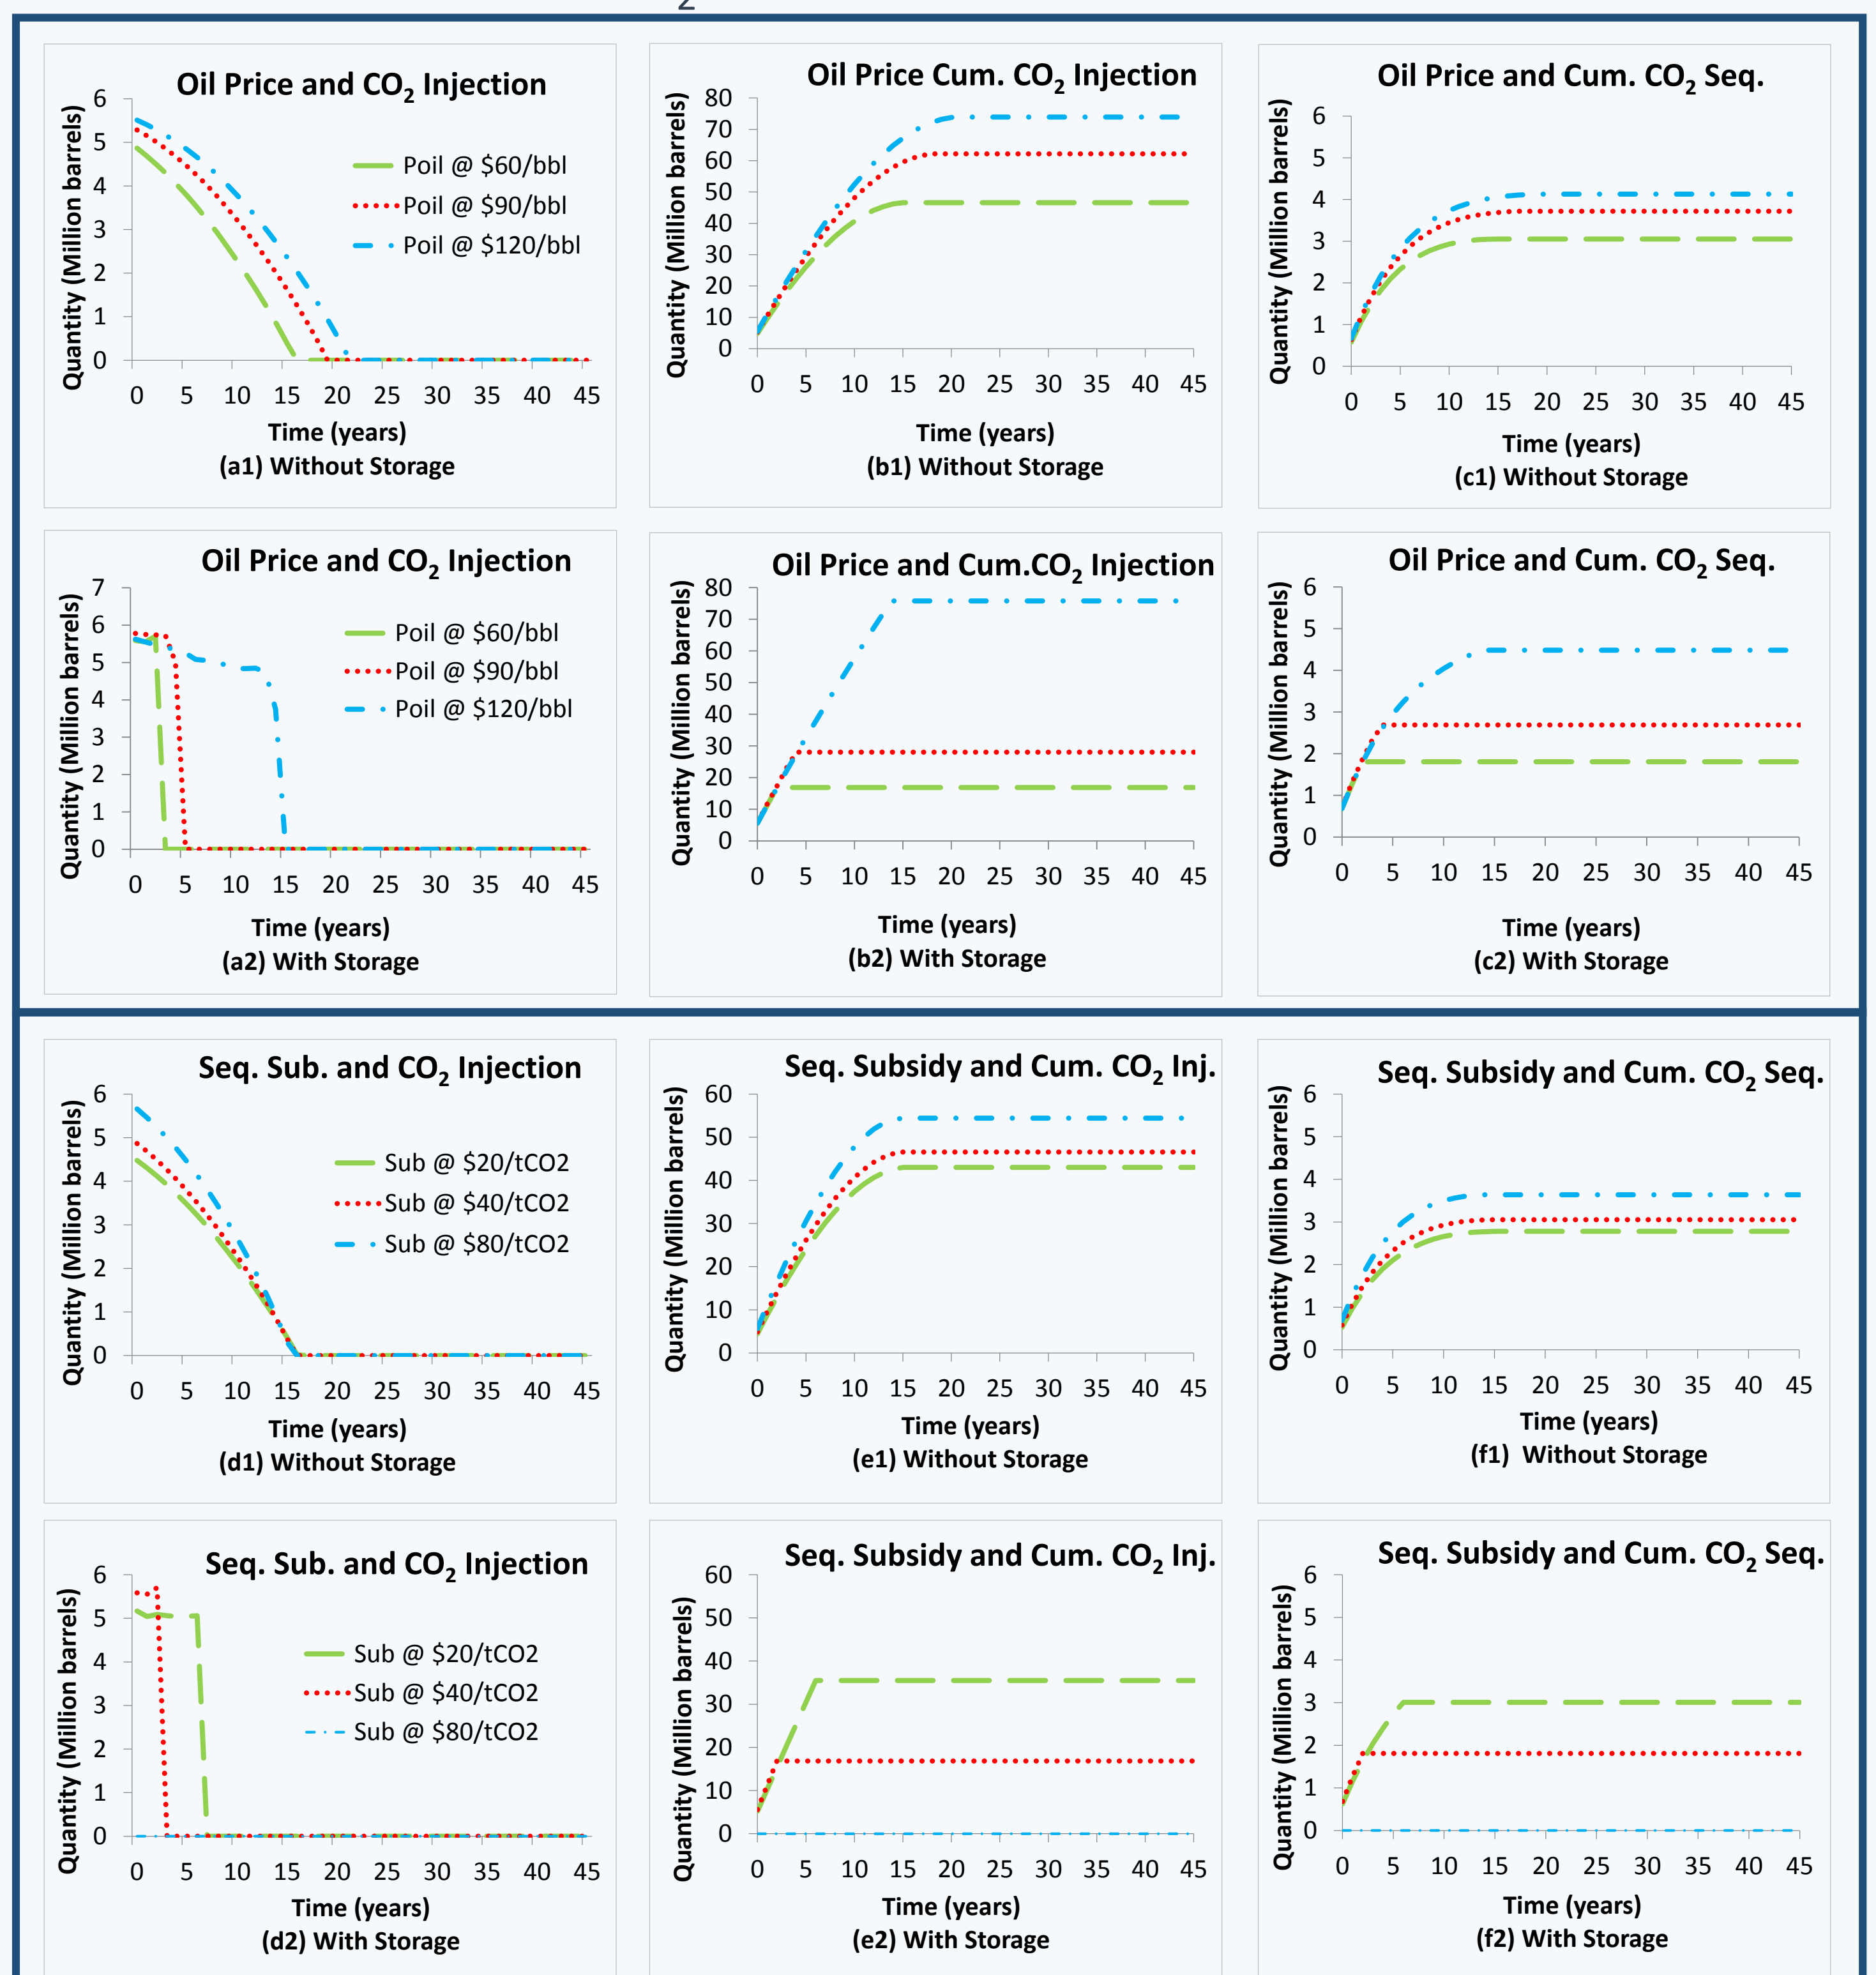 2
Oil Price and CO2 Injection
Quantity (Million barrels)
6
5
4
3
2
1
0
Poil @ $60/bbl
Poil @ $90/bbl
Poil @ $120/bbl
0 5 10 15 20 25 30 35 40 45
Time (years)
(a1) Without Storage
Oil Price Cum. CO2 Injection
Quantity (Million barrels)
80
70
60
50
40
30
20
10
0
0 5 10 15 20 25 30 35 40 45
Time (years)
(b1) Without Storage
Oil Price and Cum. CO2 Seq.
Quantity (Million barrels)
6
5
4
3
2
1
0
0 5 10 15 20 25 30 35 40 45
Time (years)
(c1) Without Storage
Oil Price and CO2 Injection
Quantity (Million barrels)
7
6
5
4
3
2
1
0
Poil @ $60/bbl
Poil @ $90/bbl
Poil @ $120/bbl
0 5 10 15 20 25 30 35 40 45
Time (years)
(a2) With Storage
Oil Price and Cum.CO2 Injection
Quantity (Million barrels)
80
70
60
50
40
30
20
10
0
0 5 10 15 20 25 30 35 40 45
Time (years)
(b2) With Storage
Oil Price and Cum. CO2 Seq.
Quantity (Million barrels)
6
5
4
3
2
1
0
0 5 10 15 20 25 30 35 40 45
Time (years)
(c2) With Storage
Seq. Sub. and CO2 Injection
Quantity (Million barrels)
6
5
4
3
2
1
0
Sub @ $20/tCO2
Sub @ $40/tCO2
Sub @ $80/tCO2
0 5 10 15 20 25 30 35 40 45
Time (years)
(d1) Without Storage
Seq. Subsidy and Cum. CO2 Inj.
Quantity (Million barrels)
60
50
40
30
20
10
0
0 5 10 15 20 25 30 35 40 45
Time (years)
(e1) Without Storage
Seq. Subsidy and Cum. CO2 Seq.
Quantity (Million barrels)
6
5
4
3
2
1
0
0 5 10 15 20 25 30 35 40 45
Time (years)
(f1) Without Storage
Seq. Sub. and CO2 Injection
Quantity (Million barrels)
6
5
4
3
2
1
0
Sub @ $20/tCO2
Sub @ $40/tCO2
Sub @ $80/tCO2
0 5 10 15 20 25 30 35 40 45
Time (years)
(d2) With Storage
Seq. Subsidy and Cum. CO2 Inj.
Quantity (Million barrels)
60
50
40
30
20
10
0
0 5 10 15 20 25 30 35 40 45
Time (years)
(e2) With Storage
Seq. Subsidy and Cum. CO2 Seq.
Quantity (Million barrels)
6
5
4
3
2
1
0
0 5 10 15 20 25 30 35 40 45
Time (years)
(f2) With Storage